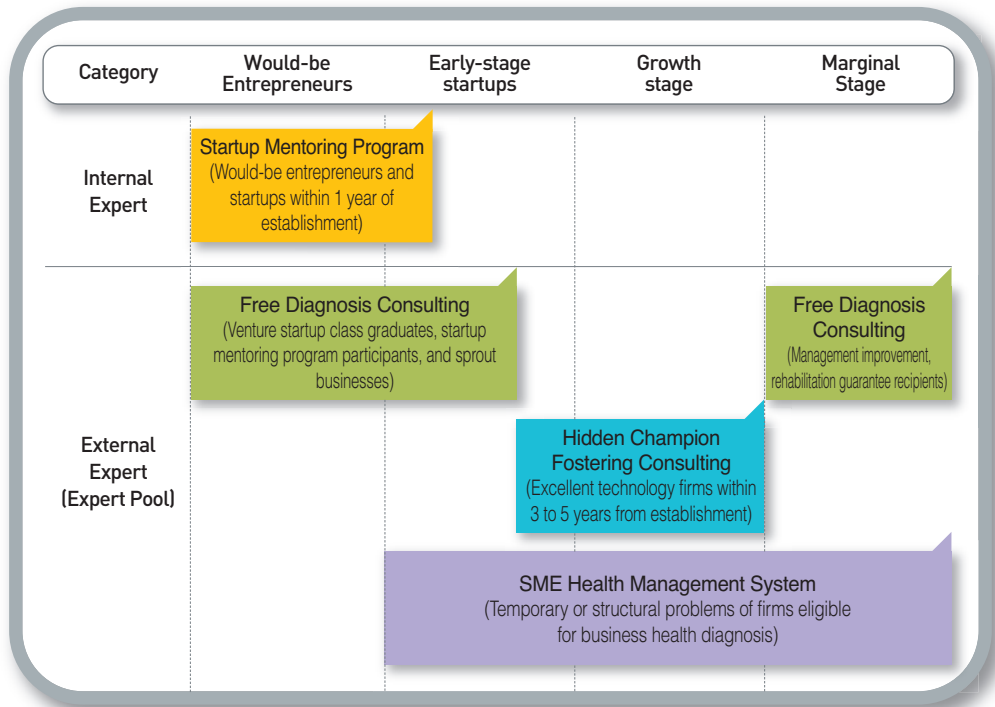 Category
Would-be
Entrepreneurs
Early-stage
startups
Growth
stage
Marginal
Stage
Internal
Expert
Startup Mentoring Program
(Would-be entrepreneurs and
startups within 1 year of
establishment)
External
Expert
(Expert Pool)
Free Diagnosis Consulting
(Venture startup class graduates, startup
mentoring program participants, and sprout
businesses)
Free Diagnosis
Consulting
(Management improvement,
rehabilitation guarantee recipients)
Hidden Champion
Fostering Consulting
(Excellent technology firms within
3 to 5 years from establishment)
SME Health Management System
(Temporary or structural problems of firms eligible
for business health diagnosis)